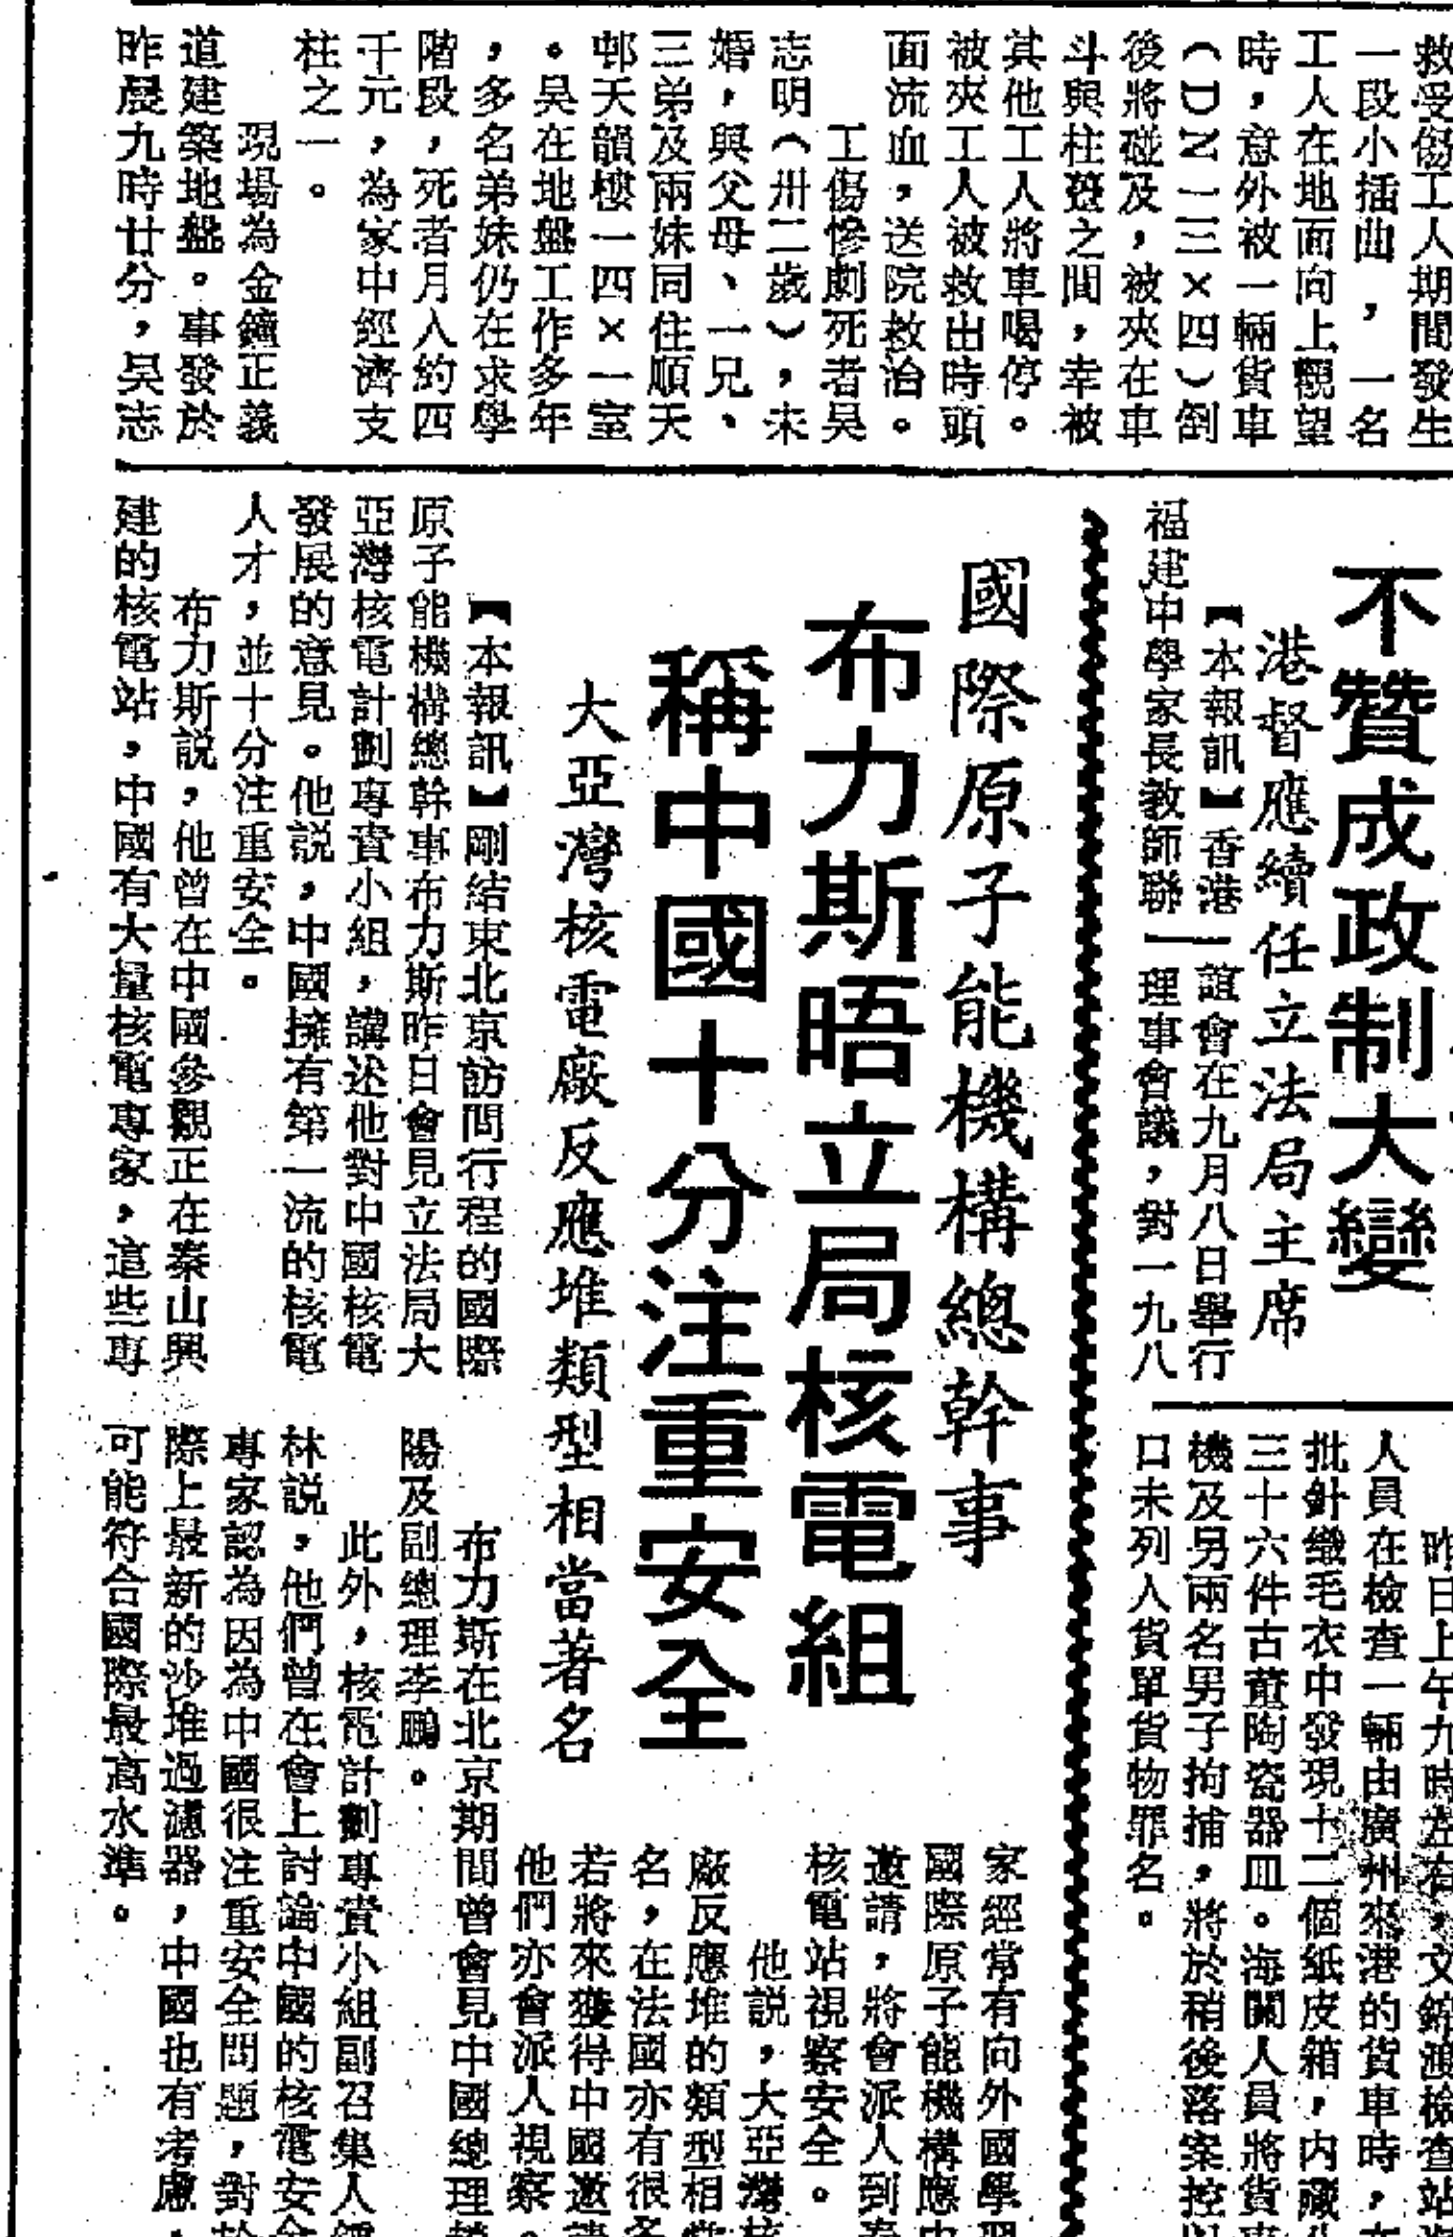 救受傷工人期間發生
一段小插曲，一名
工人在地面向上觀望
時，意外被一輛貨車
（DN一三×四）倒
後將碰及，被夾在車
斗與柱躉之間，幸被
其他工人將車喝停。
被夾工人被救出時頭
面流血，送院救治。
工傷慘劇死者吳
志明（卅二歲），未
婚，與父母、一兄、
三弟及兩妹同住順天
邨天韻樓一四×一室
。吳在地盤工作多年
，多名弟妹仍在求學
階段，死者月入約四
千元，為家中經濟支
柱之一。
現場為金鐘正義
道建築地盤。事發於
昨晨九時廿分，吳志
不贊成政制大變
港督應續任立法局主席
【本報訊】香港
福建中學家長教師聯
誼會在九月八日舉行
理事會議，對一九八
昨日上午九時左右，文錦渡檢查站
人員在檢查一輛由廣州來港的貨車時，
批針織毛衣中發現十二個紙皮箱，內藏
三十六件古董陶瓷器皿。海關人員將貨車
機及另兩名男子拘捕，將於稍後落案控以
口未列入貨單貨物罪名。
國際原子能機構總幹事
布力斯晤立局核電組
稱中國十分注重安全
大亞灣核電廠反應堆類型相當著名
【本報訊】剛結束北京訪問行程的國際
原子能機構總幹事布力斯昨日會見立法局大
亞灣核電計劃專責小組，講述他對中國核電
發展的意見。他説，中國擁有第一流的核電
人才，並十分注重安全。
布力斯説，他曾在中國參觀正在秦山興
建的核電站，中國有大量核電專家，這些專
家經常有向外國學習
國際原子能機構應中
邀請，將會派人到秦
核電站視察安全。
他説，大亞灣核
廠反應堆的類型相當
名，在法國亦有很多
若將來獲得中國邀請
他們亦會派人視察。
布力斯在北京期間曾會見中國總理趙
陽及副總理李鵬。
此外，核電計劃專責小組副召集人鍾
林説，他們曾在會上討論中國的核電安全
專家認為因為中國很注重安全問題，對於
際上最新的沙堆過濾器，中國也有考慮，
可能符合國際最高水準。